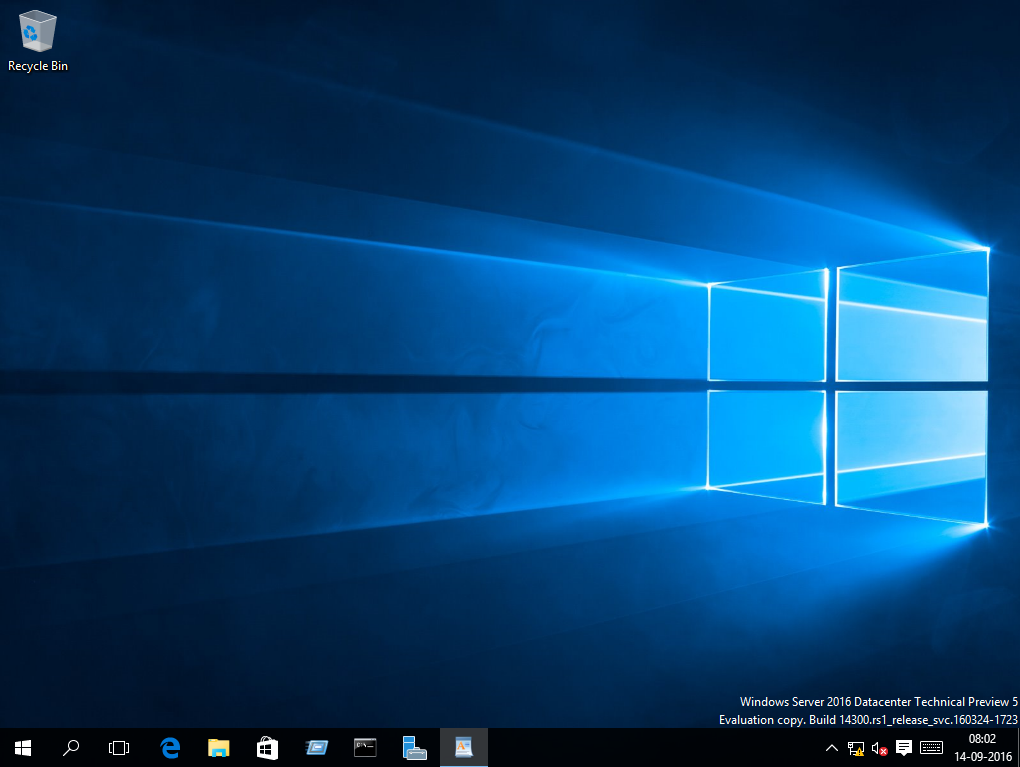 Recycle Bin
Windows Server 2016 Datacenter Technical Preview 5
Evaluation copy. Build 14300.rs1_release_svc.160324-1723
08:02
14-09-2016